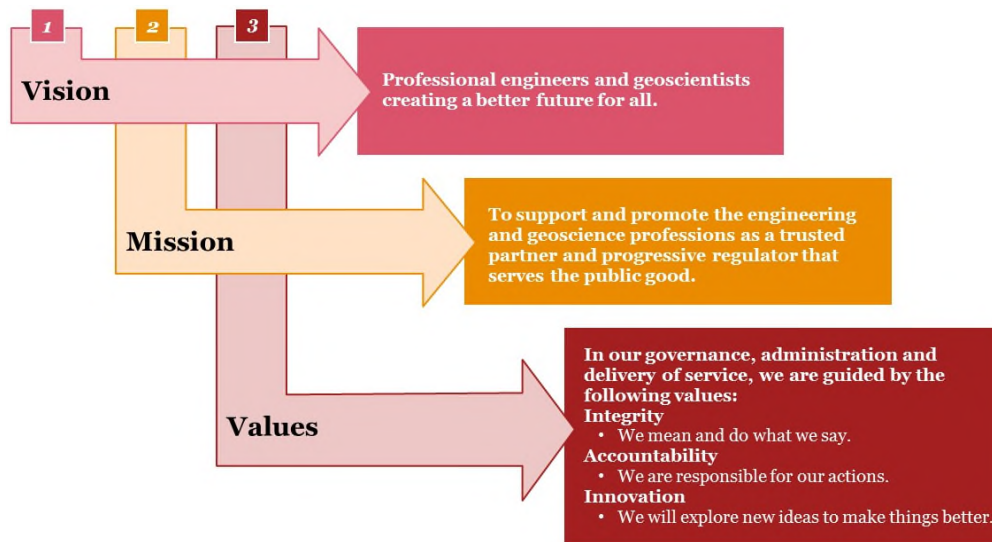 1
2
3
Vision
Professional engineers and geoscientists
creating a better future for all.
Mission
To support and promote the engineering
and geoscience professions as a trusted
partner and progressive regulator that
serves the public good.
Values
In our governance, administration and
delivery of service, we are guided by the
following values:
Integrity
• We mean and do what we say.
Accountability
• We are responsible for our actions.
Innovation
• We will explore new ideas to make things better.